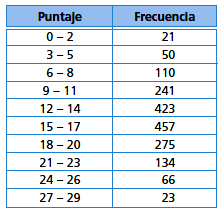 Puntaje Frecuencia
0 – 2 21
3 – 5 50
6 – 8 110
9 – 11 241
12 – 14 423
15 – 17 457
18 – 20 275
21 – 23 134
24 – 26 66
27 – 29 23